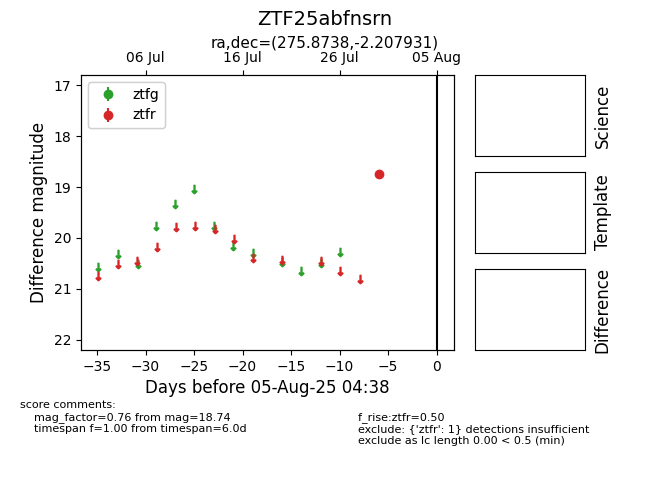 ZTF25abfnsrn
ra,dec=(275.8738,-2.207931)
06 Jul 16 Jul 26 Jul 05 Aug
ztfg
ztfr
17
18
19
20
21
22
Difference magnitude
−35 −30 −25 −20 −15 −10 −5 0
Days before 05-Aug-25 04:38
Science
Template
Difference
score comments:
mag_factor=0.76 from mag=18.74
timespan f=1.00 from timespan=6.0d
f_rise:ztfr=0.50
exclude: {'ztfr': 1} detections insufficient
exclude as lc length 0.00 < 0.5 (min)